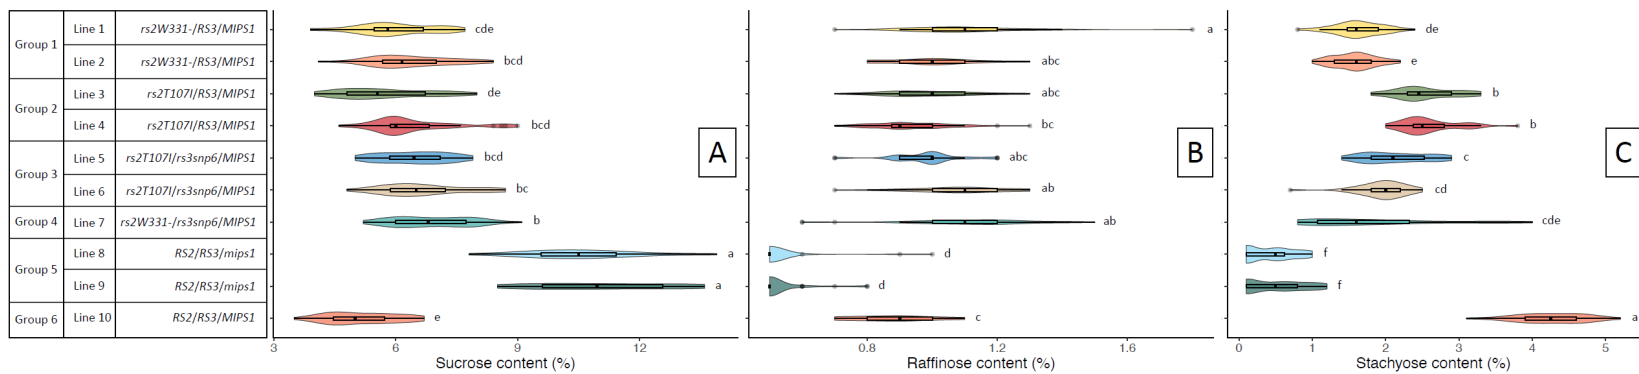 Group 1 Line 1 rs2W331-/RS3/MIPS1 cde a de
Line 2 rs2W331-/RS3/MIPS1 bcd abc e
Group 2 Line 3 rs2T107I/RS3/MIPS1 de abc b
Line 4 rs2T107I/RS3/MIPS1 bcd bc b
A B C
Group 3 Line 5 rs2T107I/rs3snp6/MIPS1 bcd abc c
Line 6 rs2T107I/rs3snp6/MIPS1 bc ab cd
Group 4 Line 7 rs2W331-/rs3snp6/MIPS1 b ab cde
Group 5 Line 8 RS2/RS3/mips1 a d f
Line 9 RS2/RS3/mips1 a d f
Group 6 Line 10 RS2/RS3/MIPS1 e c a
3 6 9 12 0.8 1.2 1.6 0 1 2 3 4 5
Sucrose content (%) Raffinose content (%) Stachyose content (%)